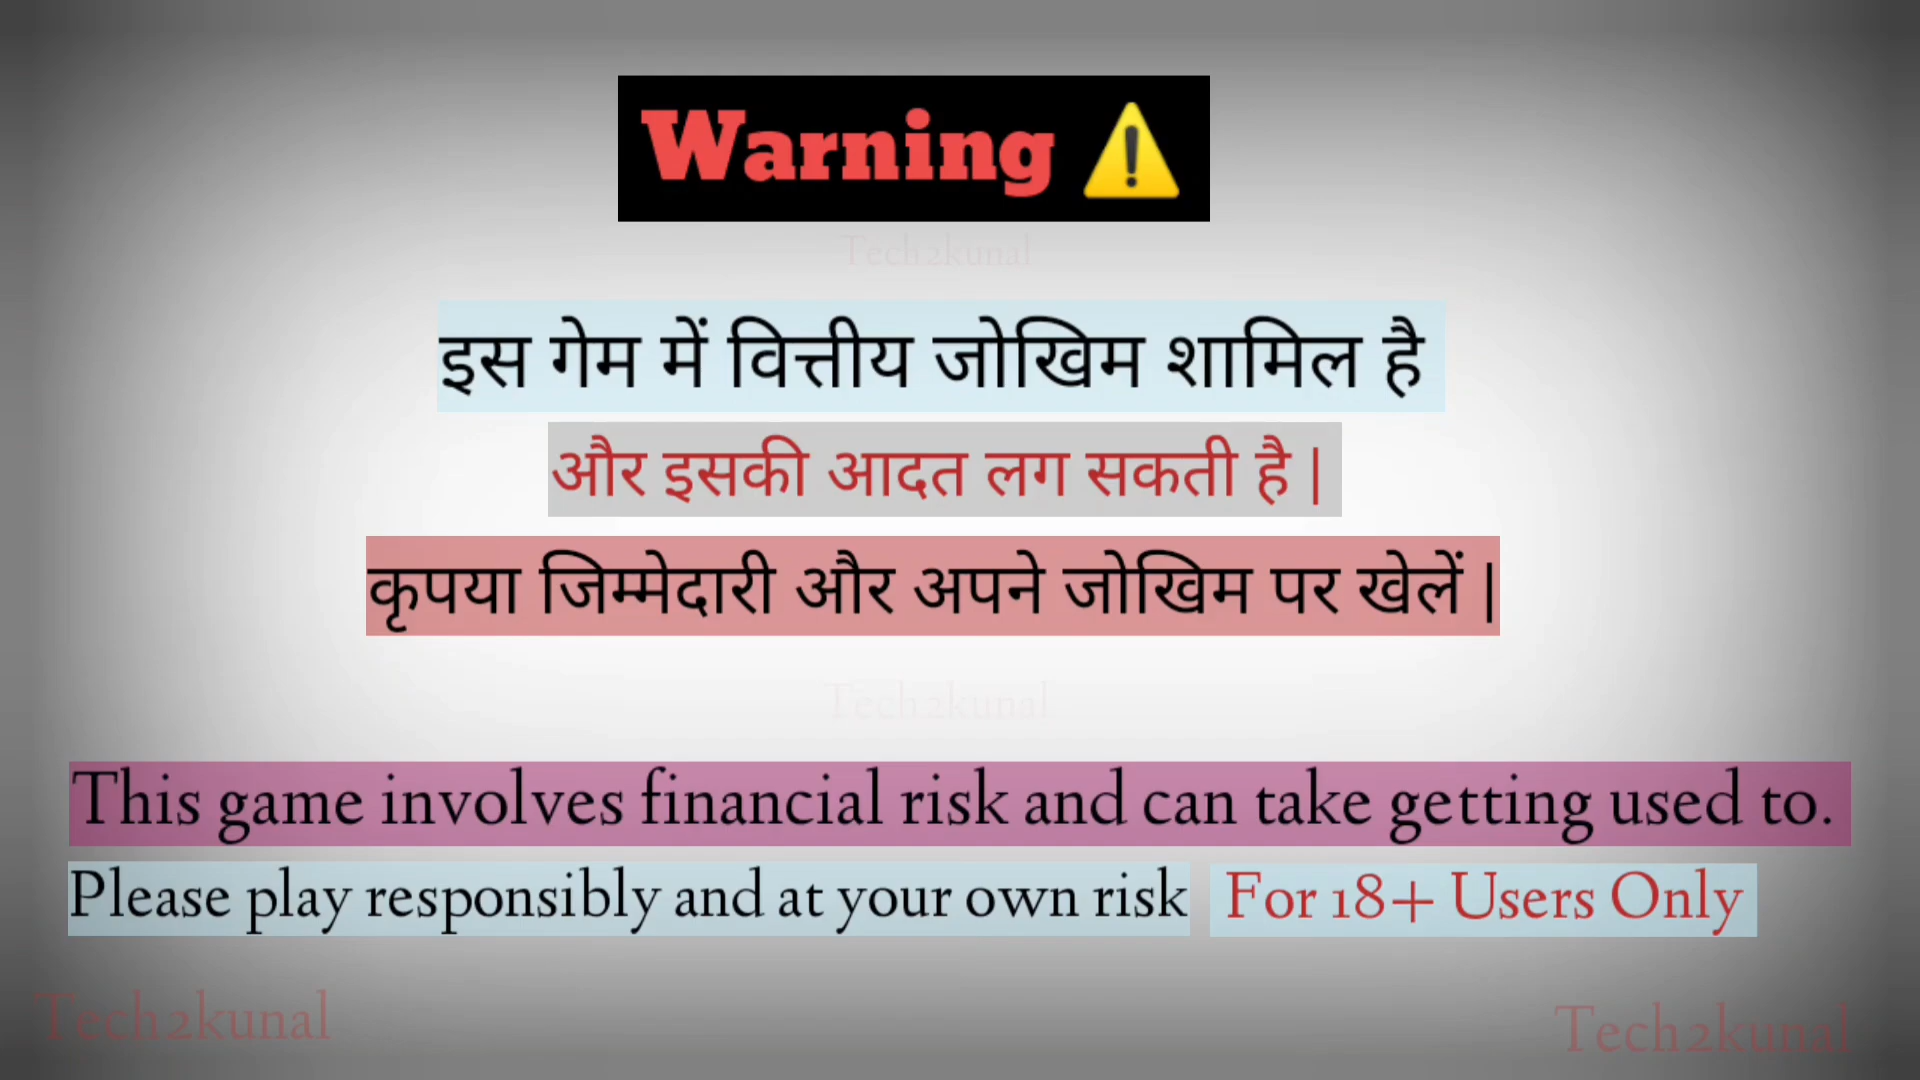 Warning ⚠️
Tech2kunal
इस गेम में वित्तीय जोखिम शामिल है
और इसकी आदत लग सकती है |
कृपया जिम्मेदारी और अपने जोखिम पर खेलें |
Tech2kunal
This game involves financial risk and can take getting used to.
Please play responsibly and at your own risk For 18+ Users Only
Tech2kunal Tech2kunal